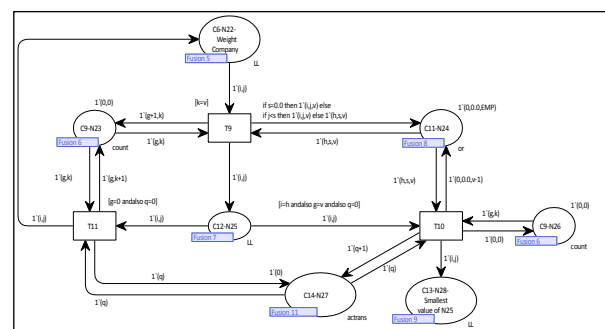 C6-N22-
Weight
Company
Fusion 5
LL
1`(i,j)
1`(0,0)
[k=v]
if s=0.0 then 1`(i,j,v) else
if j<s then 1`(i,j,v) else 1`(h,s,v)
1`(0,0.0,EMP)
1`(g+1,k)
C9-N23
Fusion 6
count
1`(g,k)
T9
1`(h,s,v)
C11-N24
Fusion 8
or
1`(i,j)
1`(g,k)
1`(g,k+1)
1`(h,s,v)
1`(0,0.0,v-1)
[g=0 andalso q=0]
[i=h andalso g=v andalso q=0]
1`(0,0)
1`(i,j)
T11
1`(i,j)
C12-N25
Fusion 7
LL
1`(i,j)
T10
1`(g,k)
1`(0,0)
C9-N26
Fusion 6
count
1`(q+1)
1`(q)
1`(i,j)
1`(q)
1`(0)
1`(q)
C14-N27
Fusion 11
actrans
C13-N28-
Smallest
value of N25
Fusion 9
LL